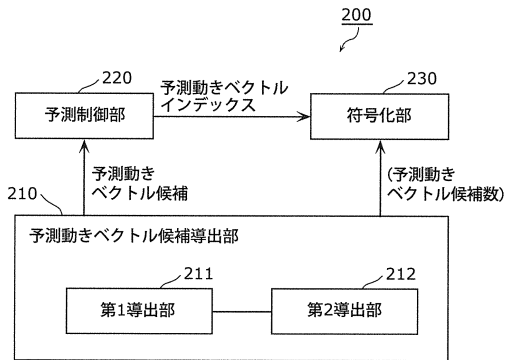 200
220
予測制御部
予測動きベクトル
インデックス
230
符号化部
予測動き
ベクトル候補
(予測動き
ベクトル候補数)
210
予測動きベクトル候補導出部
211
第1導出部
212
第2導出部